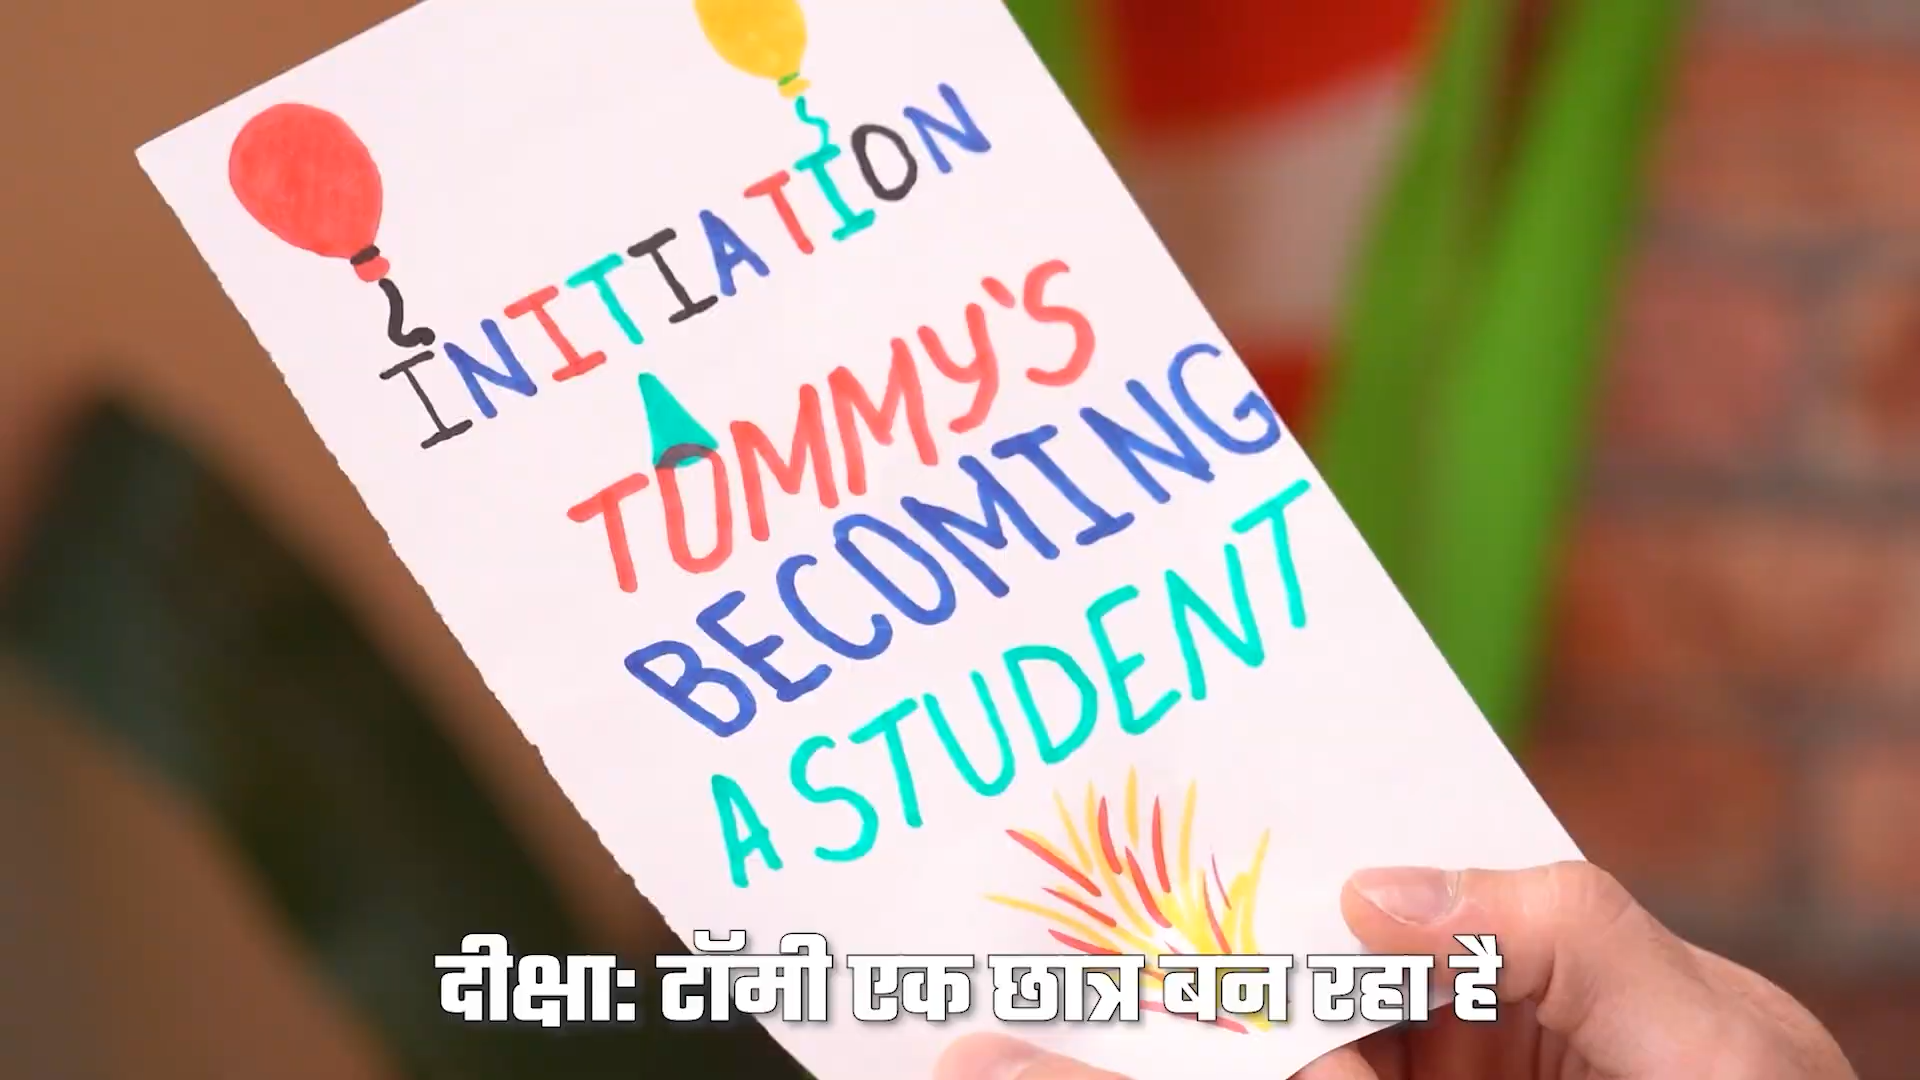 INITIATION
TOMMY'S
BECOMING
A STUDENT
दीक्षा: टॉमी एक छात्र बन रहा है